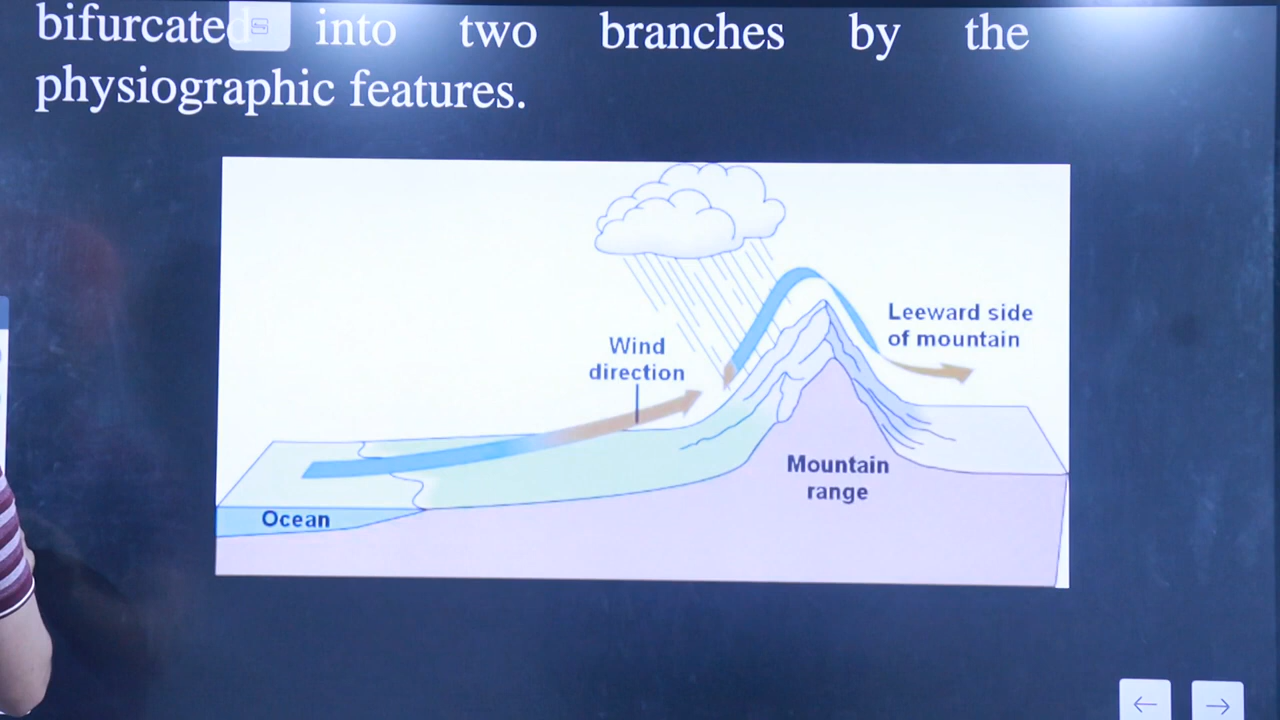 bifurcated into two branches by the
physiographic features.
Wind
direction
Leeward side
of mountain
Mountain
range
Ocean